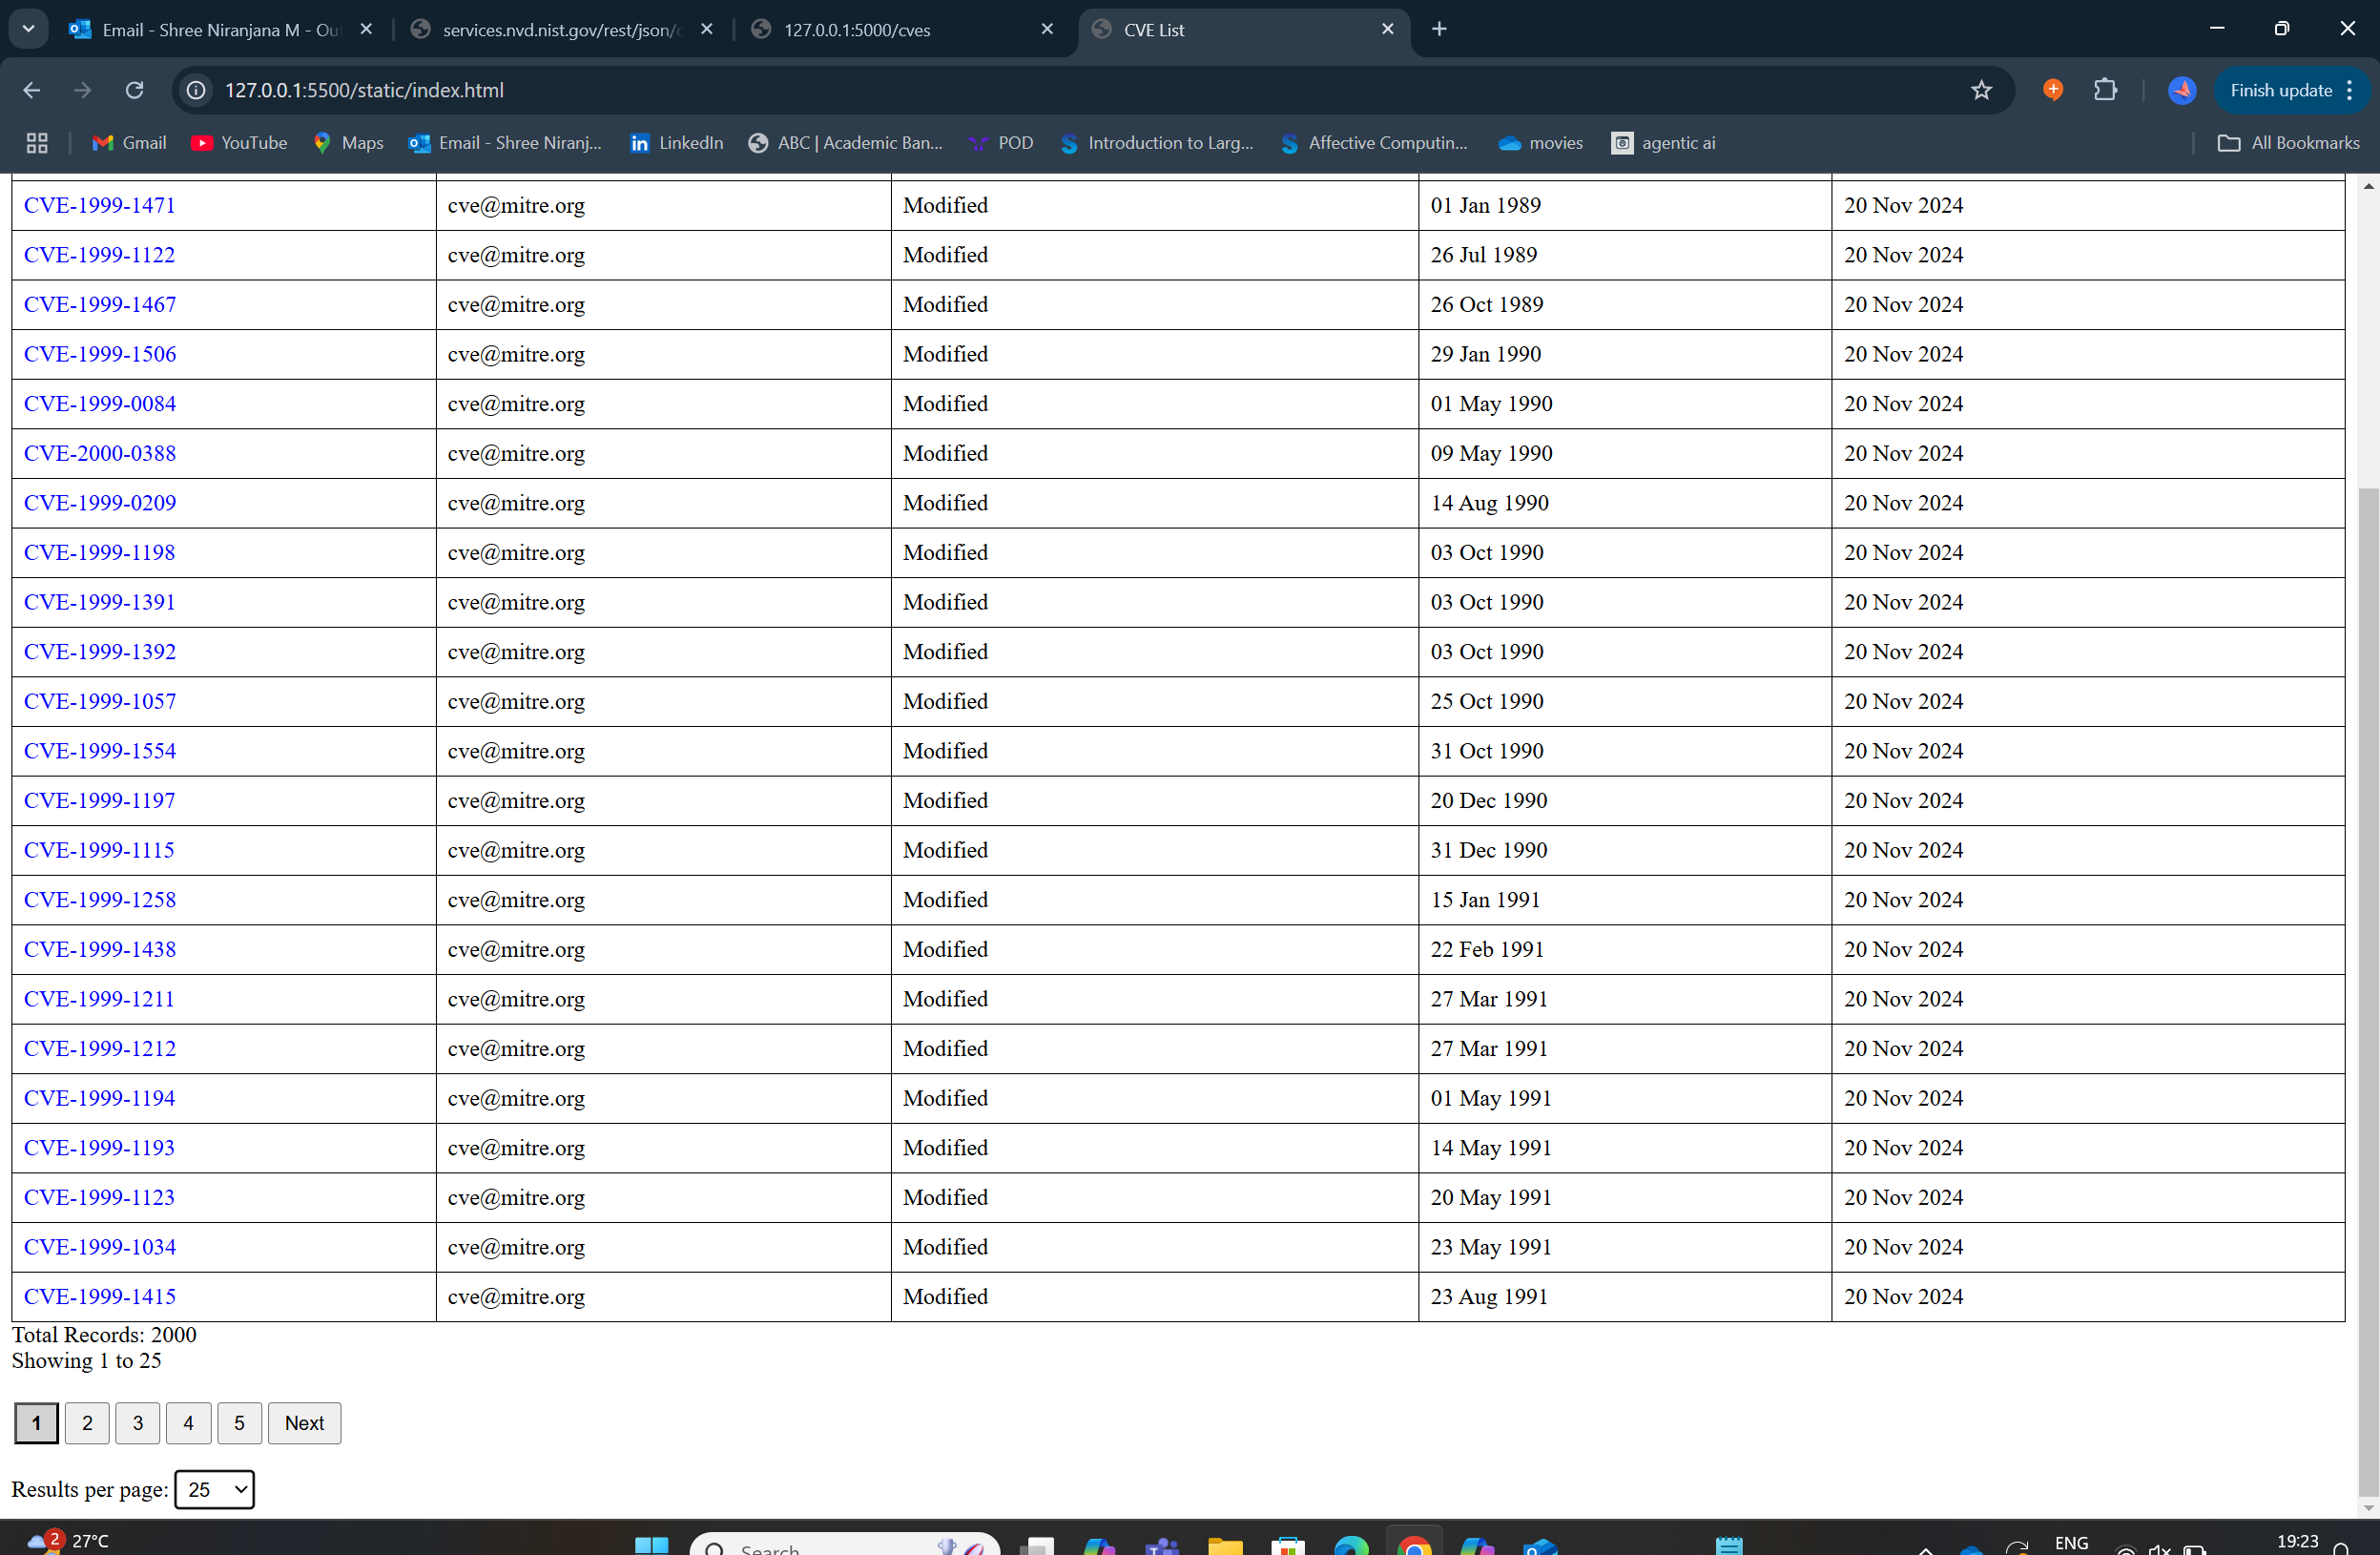 Email - Shree Niranjana M - Ou
services.nvd.nist.gov/rest/json/
127.0.0.1:5000/cves
CVE List
127.0.0.1:5500/static/index.html
Finish update
Gmail
YouTube
Maps
Email - Shree Niranj...
LinkedIn
ABC | Academic Ban...
POD
Introduction to Larg...
Affective Computin...
movies
agentic ai
All Bookmarks
CVE-1999-1471 cve@mitre.org Modified 01 Jan 1989 20 Nov 2024
CVE-1999-1122 cve@mitre.org Modified 26 Jul 1989 20 Nov 2024
CVE-1999-1467 cve@mitre.org Modified 26 Oct 1989 20 Nov 2024
CVE-1999-1506 cve@mitre.org Modified 29 Jan 1990 20 Nov 2024
CVE-1999-0084 cve@mitre.org Modified 01 May 1990 20 Nov 2024
CVE-2000-0388 cve@mitre.org Modified 09 May 1990 20 Nov 2024
CVE-1999-0209 cve@mitre.org Modified 14 Aug 1990 20 Nov 2024
CVE-1999-1198 cve@mitre.org Modified 03 Oct 1990 20 Nov 2024
CVE-1999-1391 cve@mitre.org Modified 03 Oct 1990 20 Nov 2024
CVE-1999-1392 cve@mitre.org Modified 03 Oct 1990 20 Nov 2024
CVE-1999-1057 cve@mitre.org Modified 25 Oct 1990 20 Nov 2024
CVE-1999-1554 cve@mitre.org Modified 31 Oct 1990 20 Nov 2024
CVE-1999-1197 cve@mitre.org Modified 20 Dec 1990 20 Nov 2024
CVE-1999-1115 cve@mitre.org Modified 31 Dec 1990 20 Nov 2024
CVE-1999-1258 cve@mitre.org Modified 15 Jan 1991 20 Nov 2024
CVE-1999-1438 cve@mitre.org Modified 22 Feb 1991 20 Nov 2024
CVE-1999-1211 cve@mitre.org Modified 27 Mar 1991 20 Nov 2024
CVE-1999-1212 cve@mitre.org Modified 27 Mar 1991 20 Nov 2024
CVE-1999-1194 cve@mitre.org Modified 01 May 1991 20 Nov 2024
CVE-1999-1193 cve@mitre.org Modified 14 May 1991 20 Nov 2024
CVE-1999-1123 cve@mitre.org Modified 20 May 1991 20 Nov 2024
CVE-1999-1034 cve@mitre.org Modified 23 May 1991 20 Nov 2024
CVE-1999-1415 cve@mitre.org Modified 23 Aug 1991 20 Nov 2024
Total Records: 2000
Showing 1 to 25
1 2 3 4 5 Next
Results per page: 25
2 27°C
Search
ENG
19:23